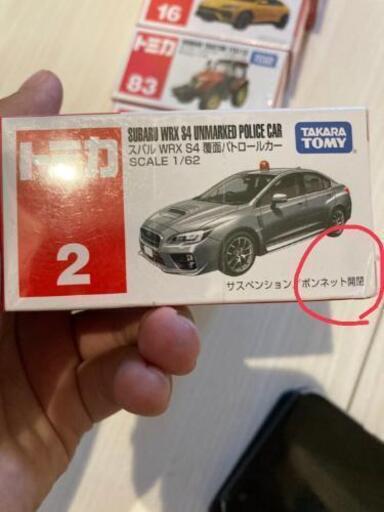 16
トミカ
83
TAKARA TOMY
トミカ
2
SUBARU WRX S4 UNMARKED POLICE CAR
スバル WRX S4 覆面パトロールカー
SCALE 1/62
TAKARA
TOMY
サスペンション/ボンネット開閉